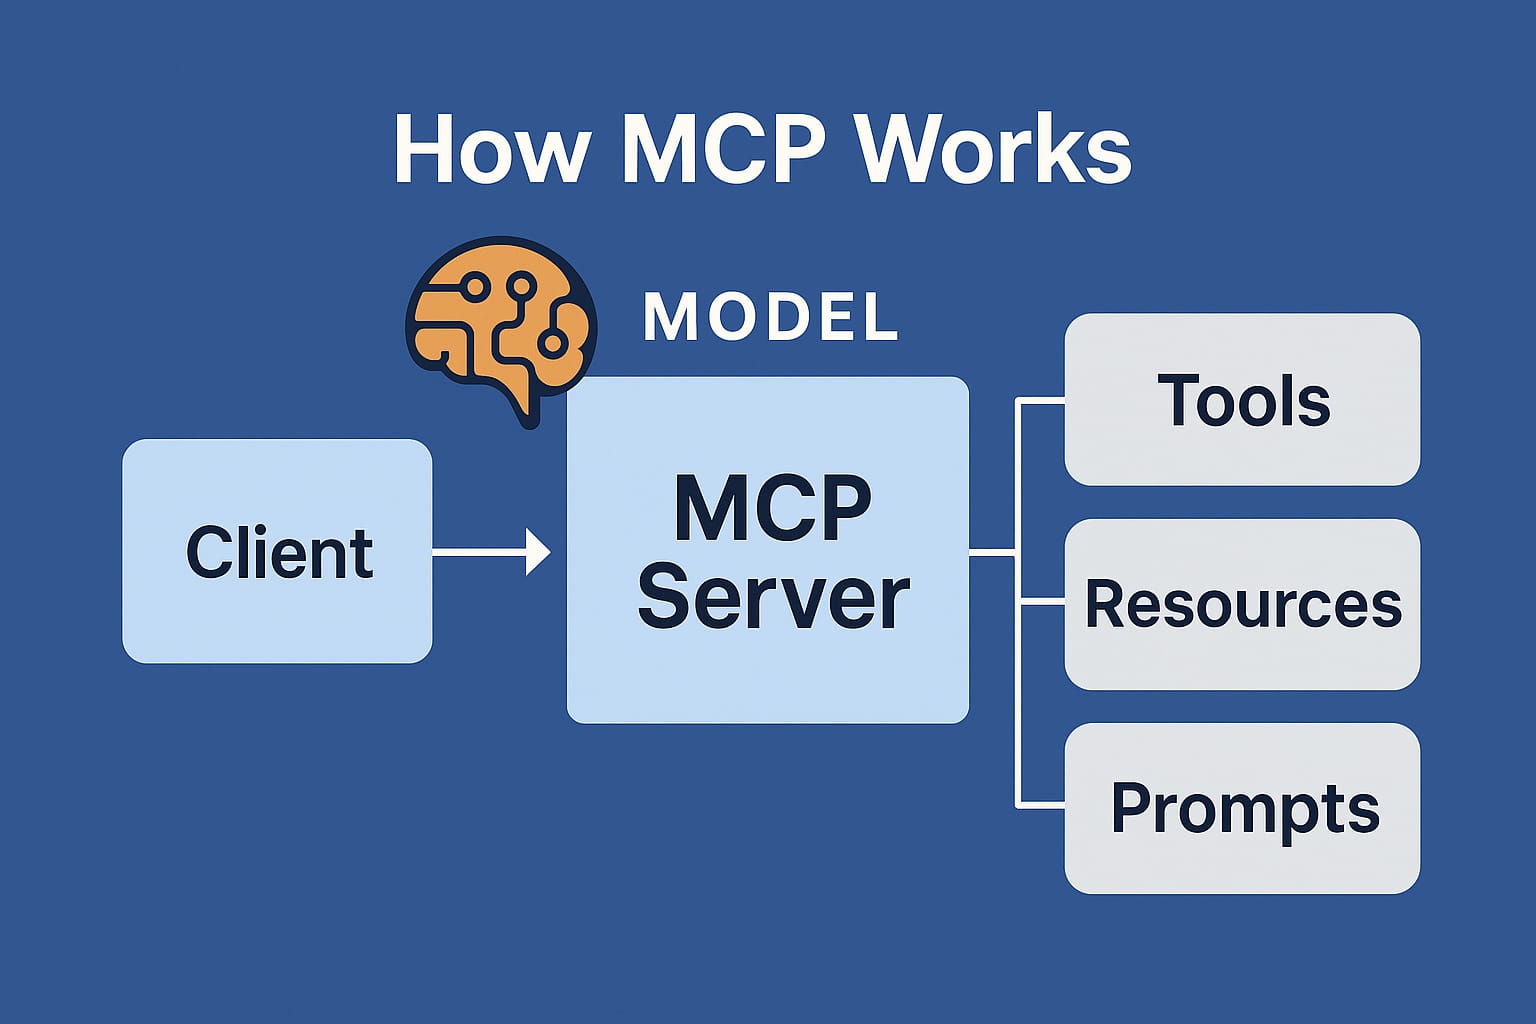 How MCP Works
MODEL
Client
MCP
Server
Tools
Resources
Prompts